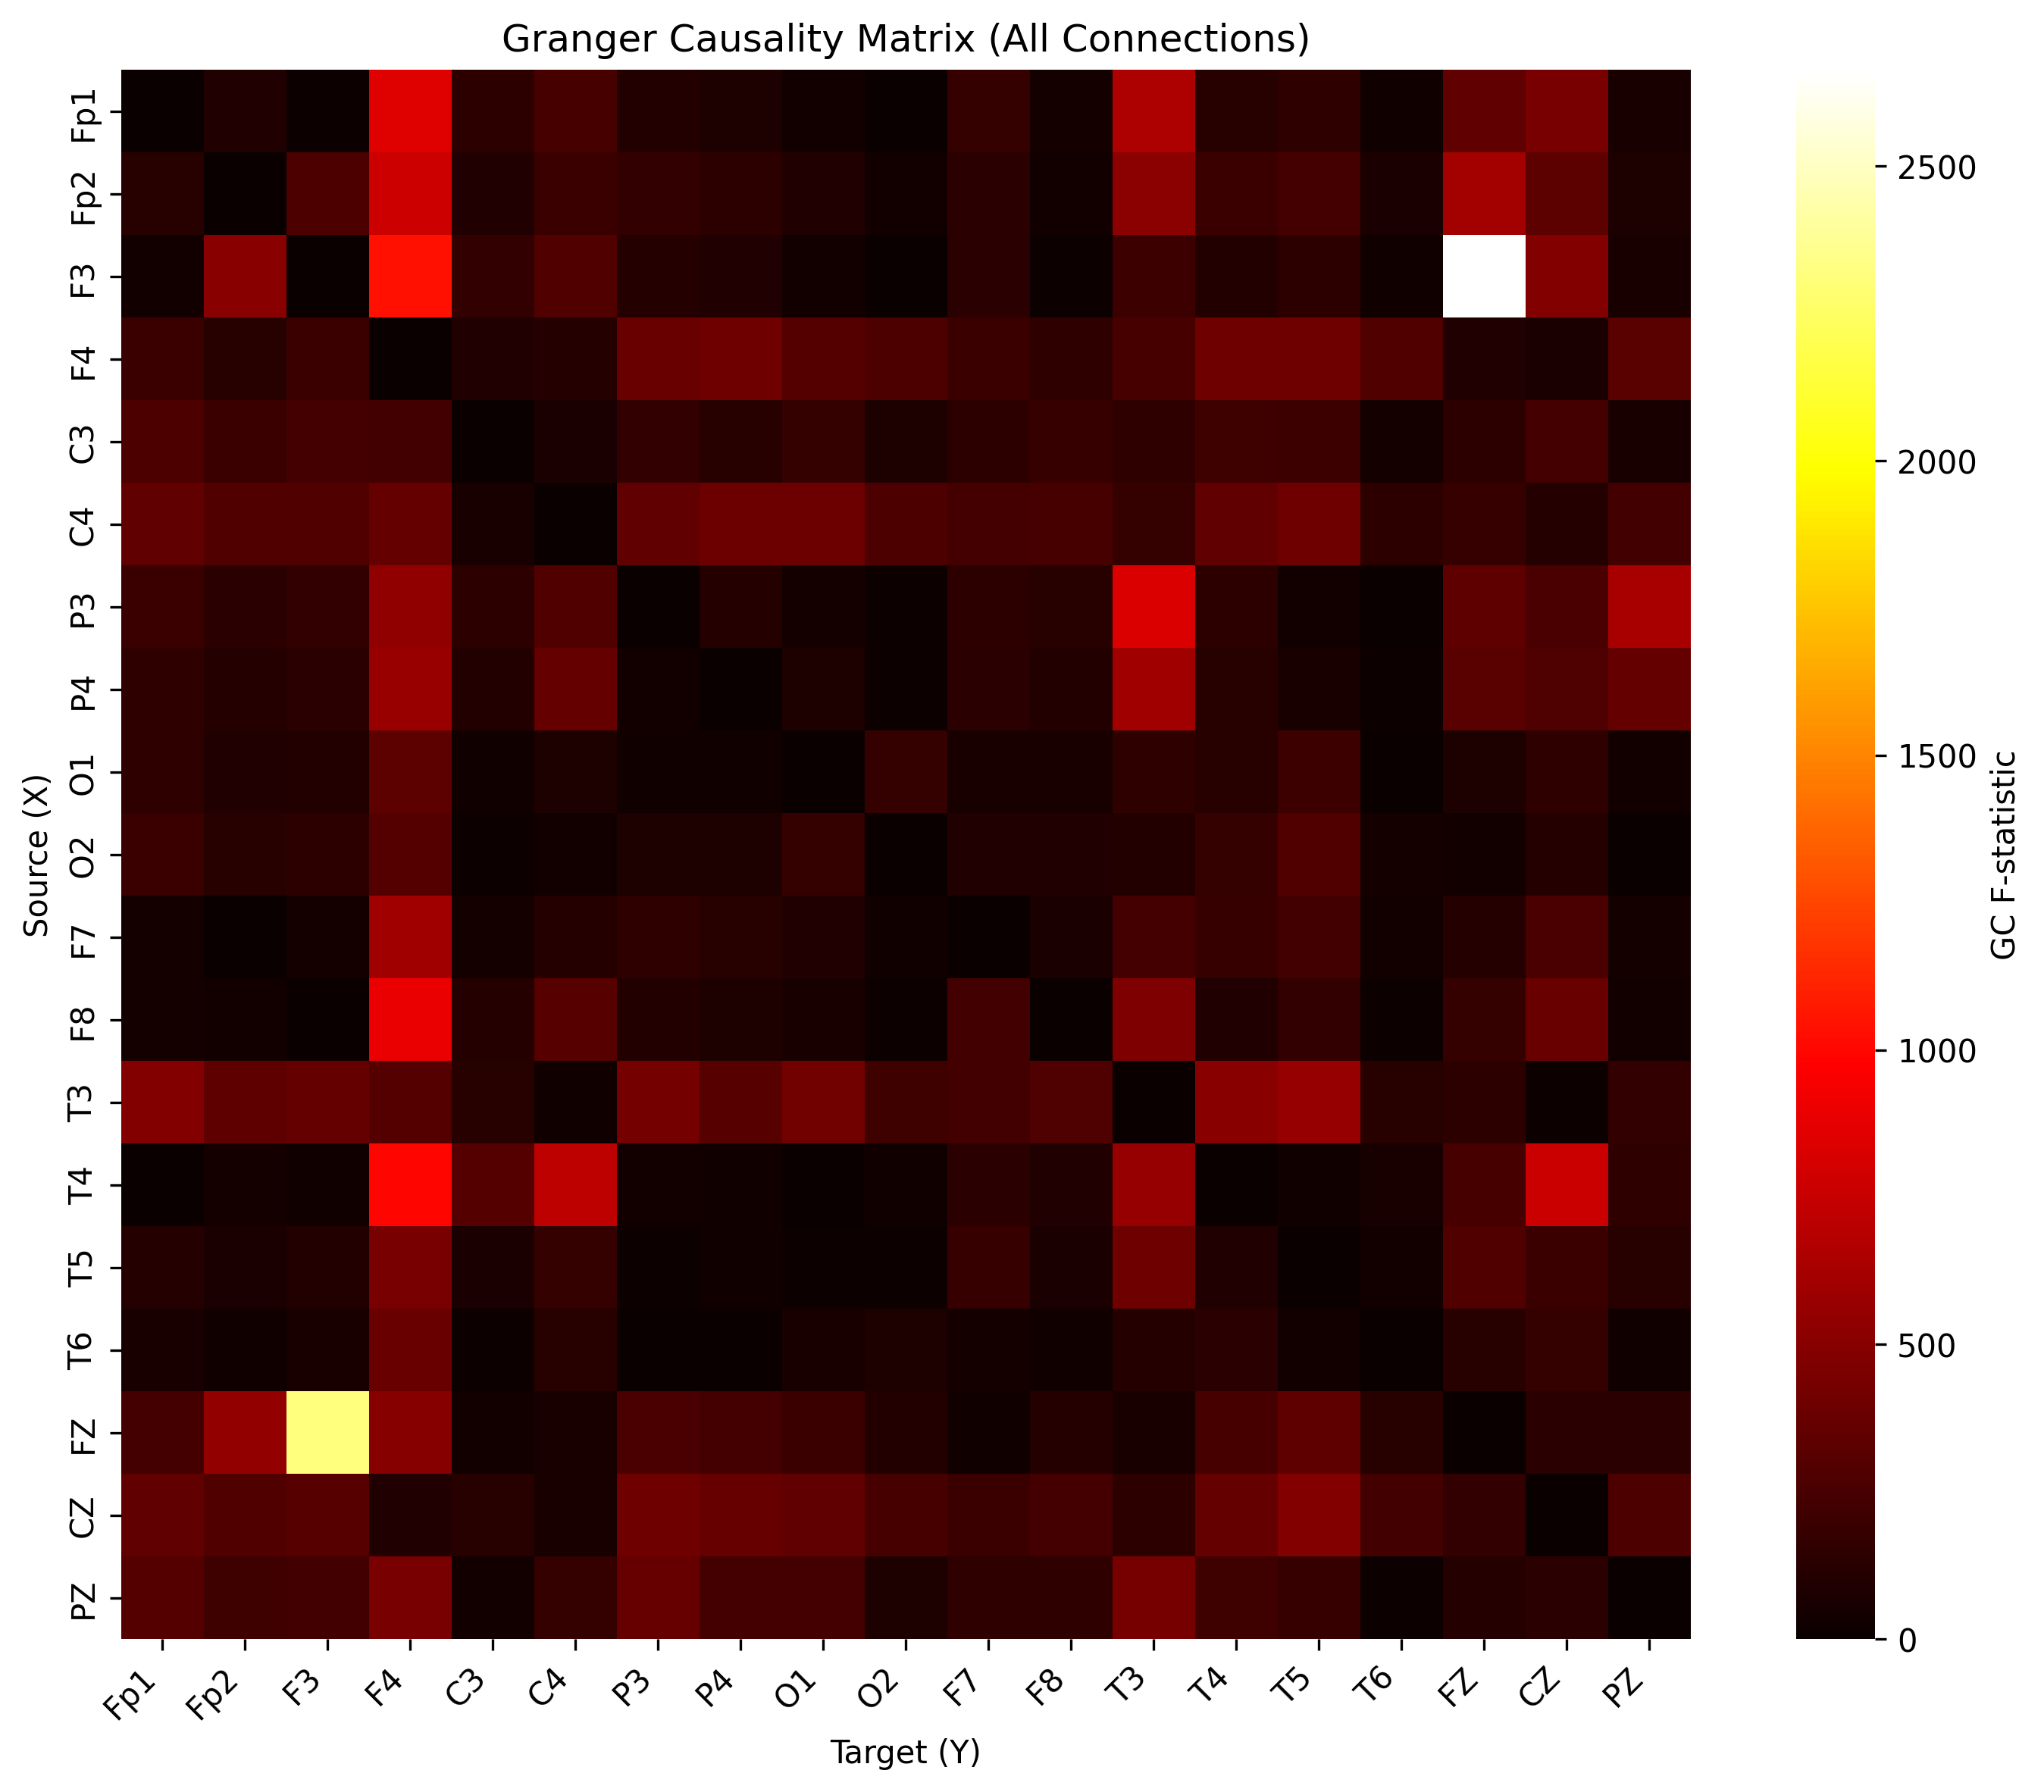 Granger Causality Matrix (All Connections)
Source (X)
Fp1
Fp2
F3
F4
C3
C4
P3
P4
O1
O2
F7
F8
T3
T4
T5
T6
FZ
CZ
PZ
Fp1 Fp2 F3 F4 C3 C4 P3 P4 O1 O2 F7 F8 T3 T4 T5 T6 FZ CZ PZ
Target (Y)
2500
2000
1500
1000
500
0
GC F-statistic